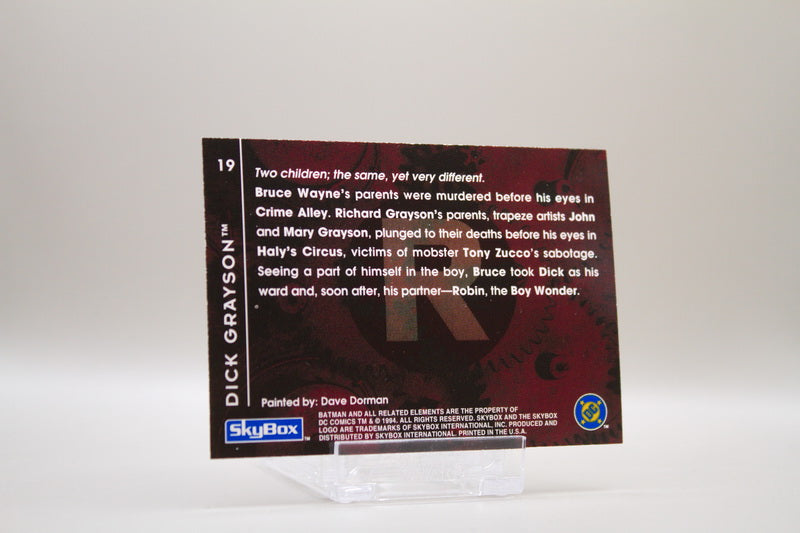 19
DICK GRAYSON™
Two children; the same, yet very different.
Bruce Wayne's parents were murdered before his eyes in
Crime Alley. Richard Grayson's parents, trapeze artists John
and Mary Grayson, plunged to their deaths before his eyes in
Haly's Circus, victims of mobster Tony Zucco's sabotage.
Seeing a part of himself in the boy, Bruce took Dick as his
ward and, soon after, his partner—Robin, the Boy Wonder.
R
Painted by: Dave Dorman
SkyBox™
BATMAN AND ALL RELATED ELEMENTS ARE THE PROPERTY OF
DC COMICS TM & © 1994. ALL RIGHTS RESERVED. SKYBOX AND THE SKYBOX
LOGO ARE TRADEMARKS OF SKYBOX INTERNATIONAL, INC. PRODUCED AND
DISTRIBUTED BY SKYBOX INTERNATIONAL. PRINTED IN THE U.S.A.
DC™